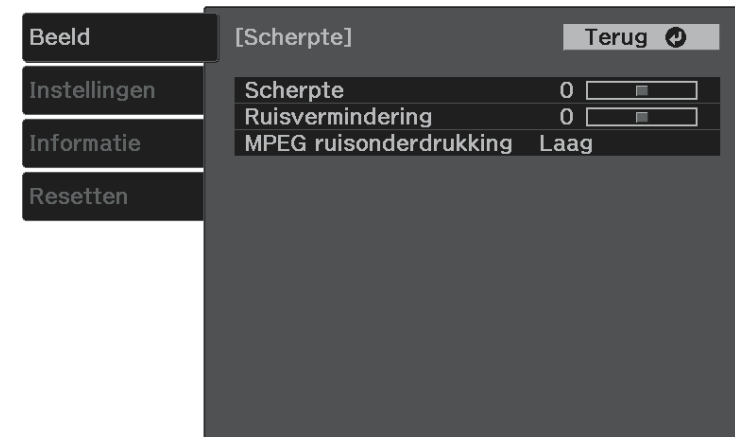 Beeld
Instellingen
Informatie
Resetten
[Scherpte]
Terug
Scherpte 0
Ruisvermindering 0
MPEG ruisonderdrukking Laag